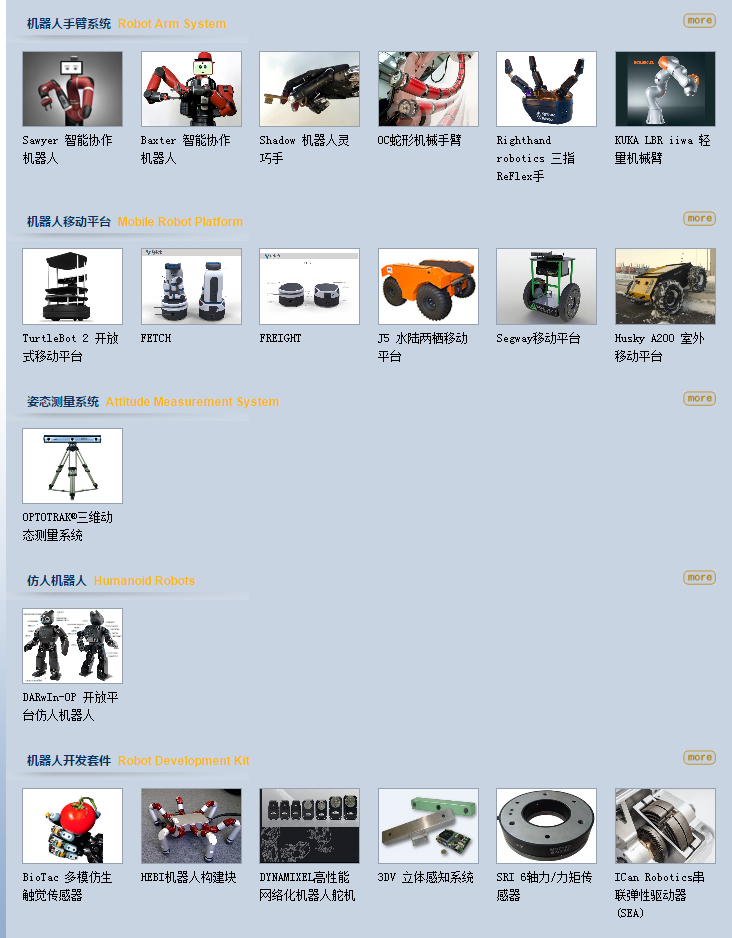 机器人手臂系统 Robot Arm System
more
Sawyer 智能协作
机器人
Baxter 智能协作
机器人
Shadow 机器人灵
巧手
OC蛇形机械手臂
Righthand
robotics 三指
ReFlex手
KUKA LBR iiwa 轻
量机械臂
机器人移动平台 Mobile Robot Platform
more
TurtleBot 2 开放
式移动平台
FETCH
FREIGHT
J5 水陆两栖移动
平台
Segway移动平台
Husky A200 室外
移动平台
姿态测量系统 Attitude Measurement System
more
OPTOTRAK®三维动
态测量系统
仿人机器人 Humanoid Robots
more
DARwIn-OP 开放平
台仿人机器人
机器人开发套件 Robot Development Kit
more
BioTac 多模仿生
触觉传感器
HEBI机器人构建块
DYNAMIXEL高性能
网络化机器人舵机
3DV 立体感知系统
SRI 6轴力/力矩传
感器
ICan Robotics串
联弹性驱动器
(SEA)